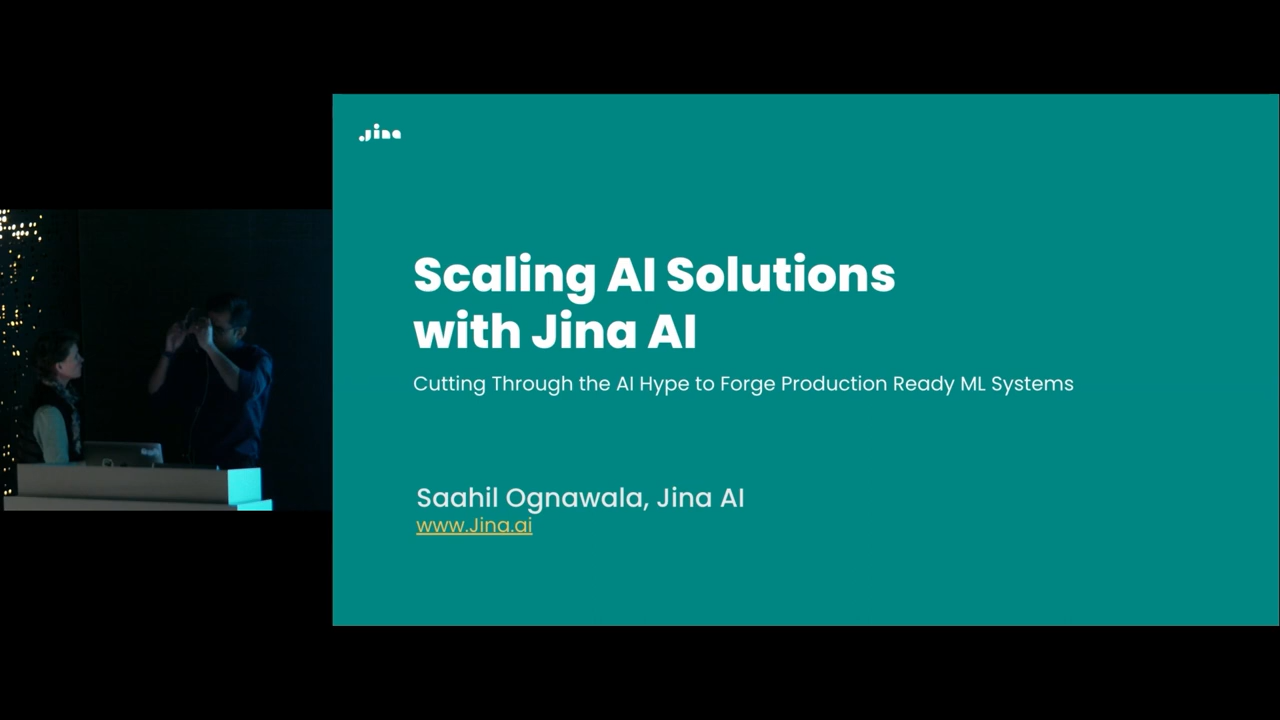 Jina
Scaling AI Solutions
with Jina AI
Cutting Through the AI Hype to Forge Production Ready ML Systems
Saahil Ognawala, Jina AI
www.Jina.ai